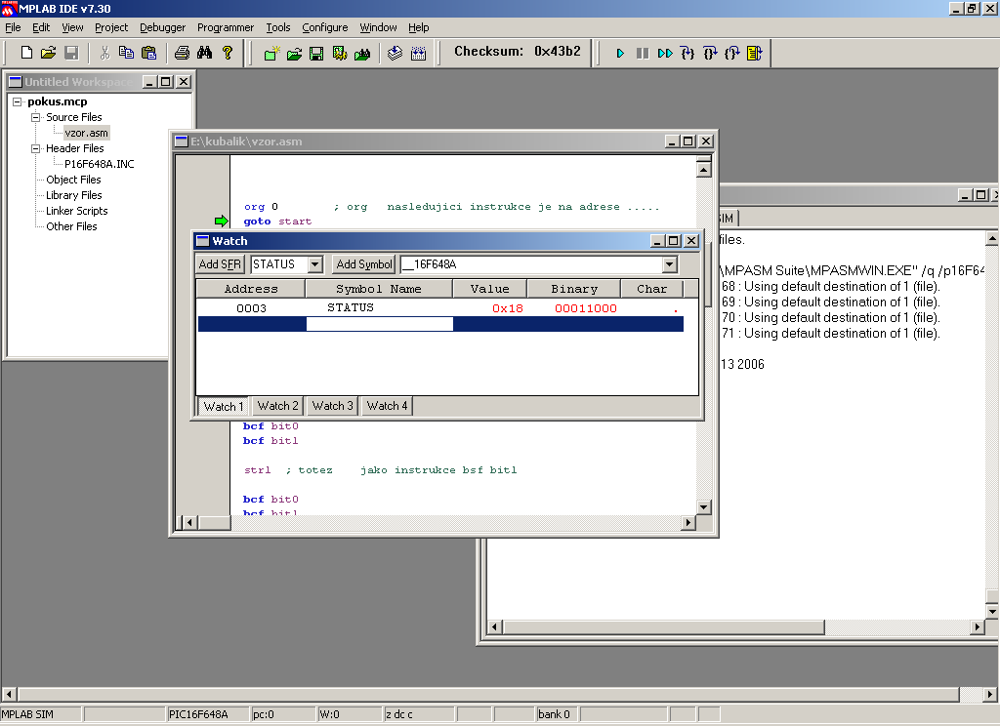 MPLAB IDE v7.30
File Edit View Project Debugger Programmer Tools Configure Window Help
Checksum: 0x43b2
Untitled Workspace
pokus.mcp
Source Files
vzor.asm
Header Files
P16F648A.INC
Object Files
Library Files
Linker Scripts
Other Files
E:\kubalik\vzor.asm
org 0 ; org nasledujici instrukce je na adrese .....
goto start
Watch
Add SFR STATUS Add Symbol __16F648A
Address Symbol Name Value Binary Char
0003 STATUS 0x18 00011000 .
Watch 1 Watch 2 Watch 3 Watch 4
bcf bit0
bcf bit1
str1 ; totez jako instrukce bsf bit1
bcf bit0
bcf bit1
SIM
files.
\MPASM Suite\MPASMWIN.EXE" /q /p16F64
68 : Using default destination of 1 (file).
69 : Using default destination of 1 (file).
70 : Using default destination of 1 (file).
71 : Using default destination of 1 (file).
13 2006
MPLAB SIM PIC16F648A pc:0 W:0 z dc c bank 0